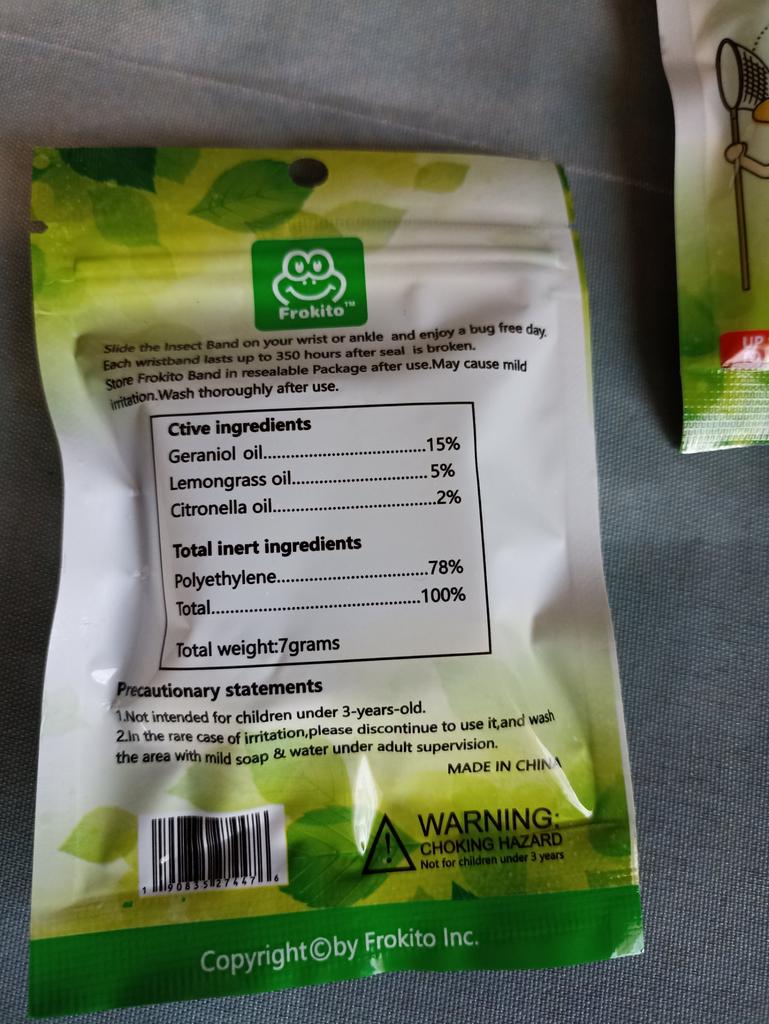 Frokito™
Slide the Insect Band on your wrist or ankle and enjoy a bug free day.
Each wristband lasts up to 350 hours after seal is broken.
Store Frokito Band in resealable Package after use.May cause mild
irritation.Wash thoroughly after use.
Ctive ingredients
Geraniol oil....................................15%
Lemongrass oil..............................5%
Citronella oil...................................2%
Total inert ingredients
Polyethylene.................................78%
Total..............................................100%
Total weight:7grams
Precautionary statements
1.Not intended for children under 3-years-old.
2.In the rare case of irritation,please discontinue to use it,and wash
the area with mild soap & water under adult supervision.
MADE IN CHINA
WARNING:
CHOKING HAZARD
Not for children under 3 years
1 90835 27447 6
Copyright©by Frokito Inc.
UP